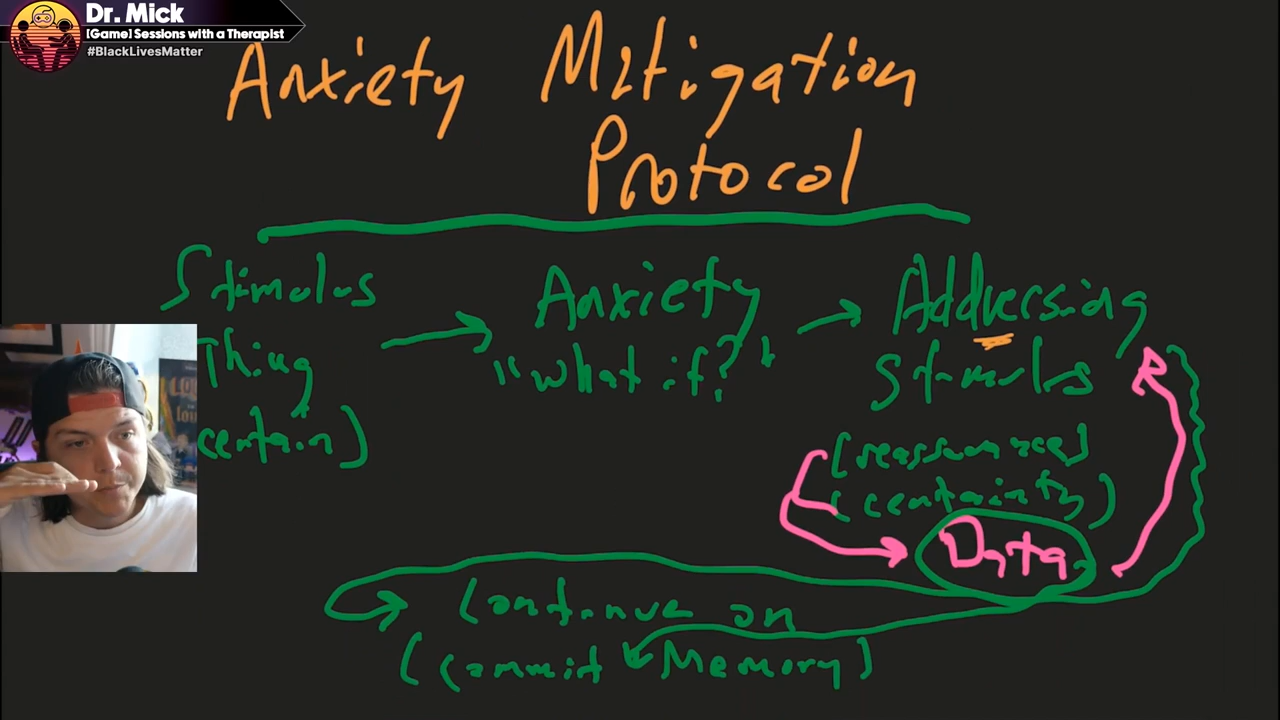 Dr. Mick
[Game] Sessions with a Therapist
#BlackLivesMatter
Anxiety Mitigation
Protocol
Stimulus
Thing
certain)
Anxiety
"What if?"
Addressing
Stimulus
(reassurance)
(certainty)
Data
Continue on
(Commit Memory)